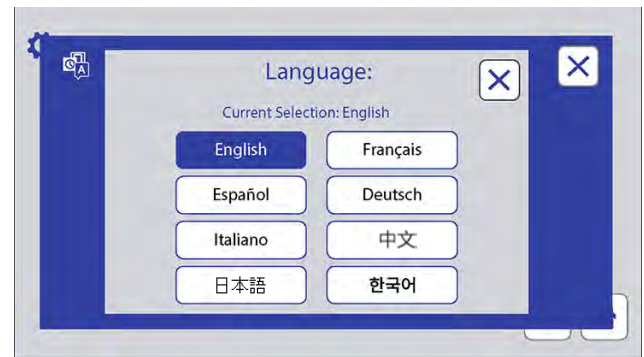 Language:
Current Selection: English
English Français
Español Deutsch
Italiano 中文
日本語 한국어